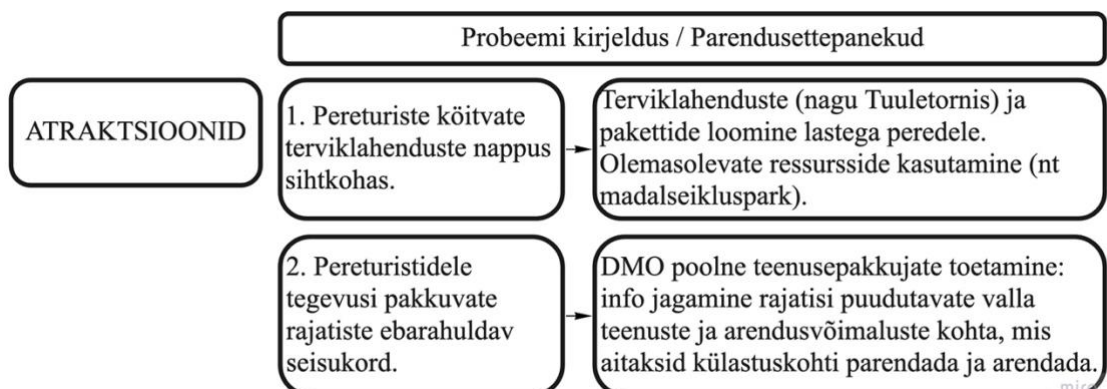 Probeemi kirjeldus / Parendusettepanekud
ATRAKTSIOONID
1. Pereturiste köitvate
terviklahenduste nappus
sihtkohas.
Terviklahenduste (nagu Tuuletornis) ja
pakettide loomine lastega peredele.
Olemasolevate ressursside kasutamine (nt
madalseikluspark).
2. Pereturistidele
tegevusi pakkuvate
rajatiste ebarahuldav
seisukord.
DMO poolne teenusepakkujate toetamine:
info jagamine rajatisi puudutavate valla
teenuste ja arendusvõimaluste kohta, mis
aitaksid külastuskohti parendada ja arendada.